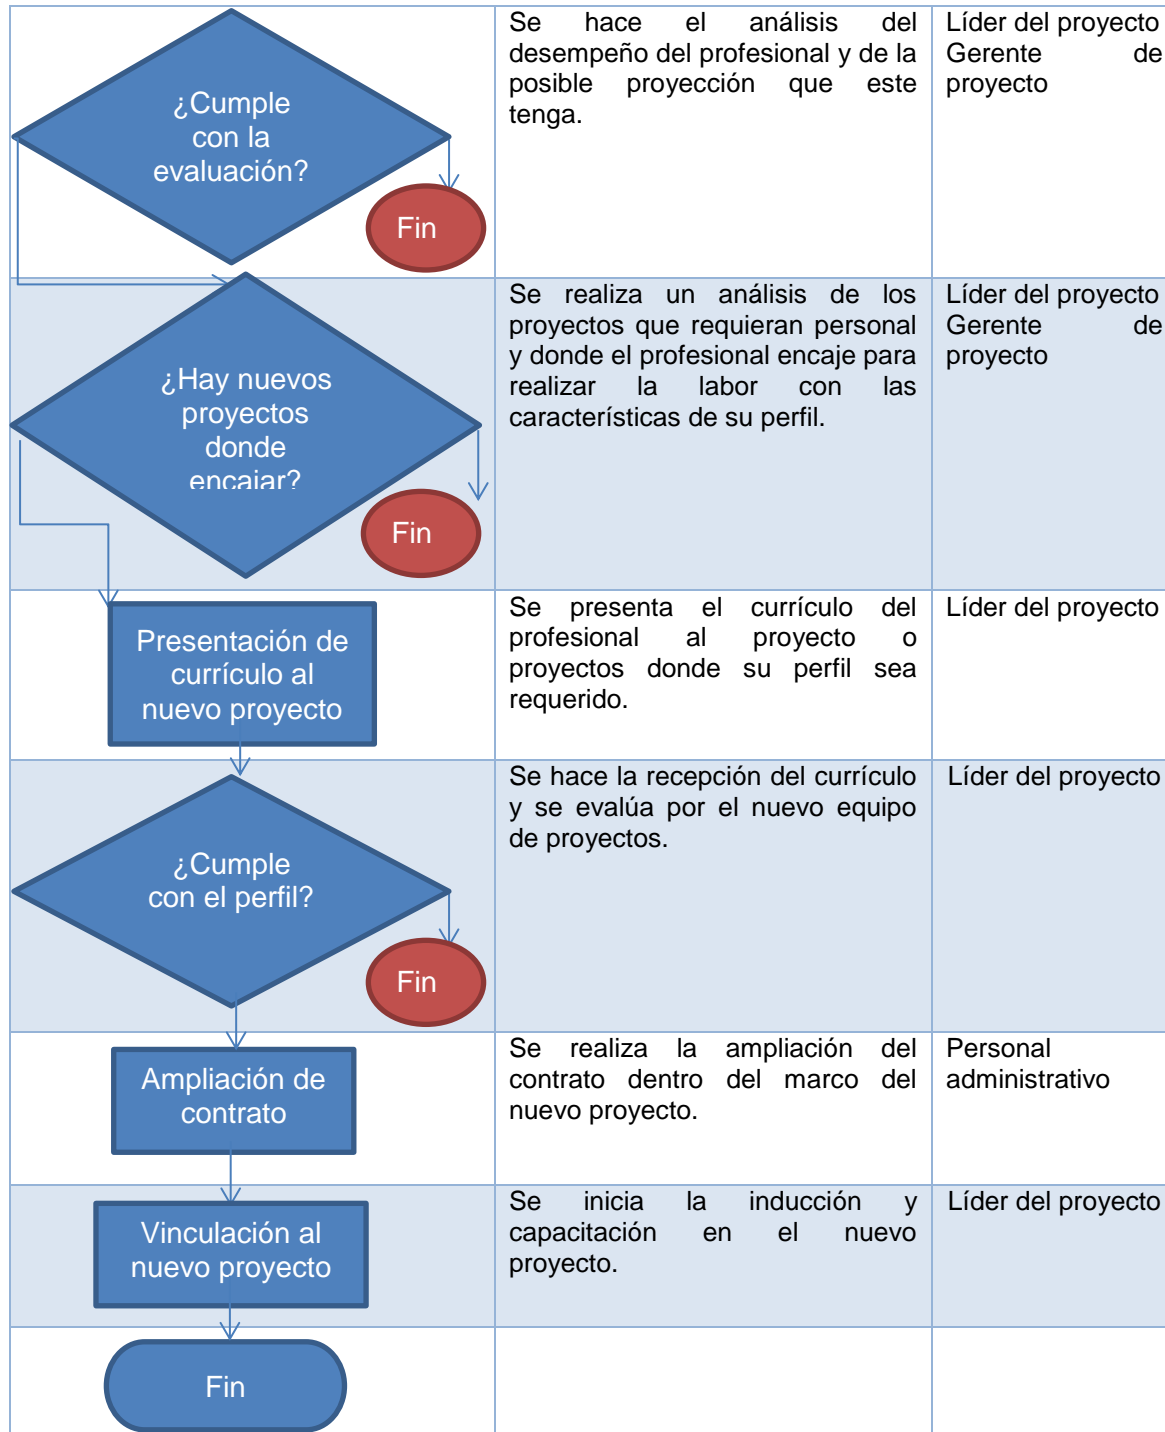 ¿Cumple
con la
evaluación?
Fin
Se hace el análisis del
desempeño del profesional y de la
posible proyección que este
tenga.
Líder del proyecto
Gerente de
proyecto
¿Hay nuevos
proyectos
donde
encajar?
Fin
Se realiza un análisis de los
proyectos que requieran personal
y donde el profesional encaje para
realizar la labor con las
características de su perfil.
Líder del proyecto
Gerente de
proyecto
Presentación de
currículo al
nuevo proyecto
Se presenta el currículo del
profesional al proyecto o
proyectos donde su perfil sea
requerido.
Líder del proyecto
¿Cumple
con el perfil?
Fin
Se hace la recepción del currículo
y se evalúa por el nuevo equipo
de proyectos.
Líder del proyecto
Ampliación de
contrato
Se realiza la ampliación del
contrato dentro del marco del
nuevo proyecto.
Personal
administrativo
Vinculación al
nuevo proyecto
Se inicia la inducción y
capacitación en el nuevo
proyecto.
Líder del proyecto
Fin